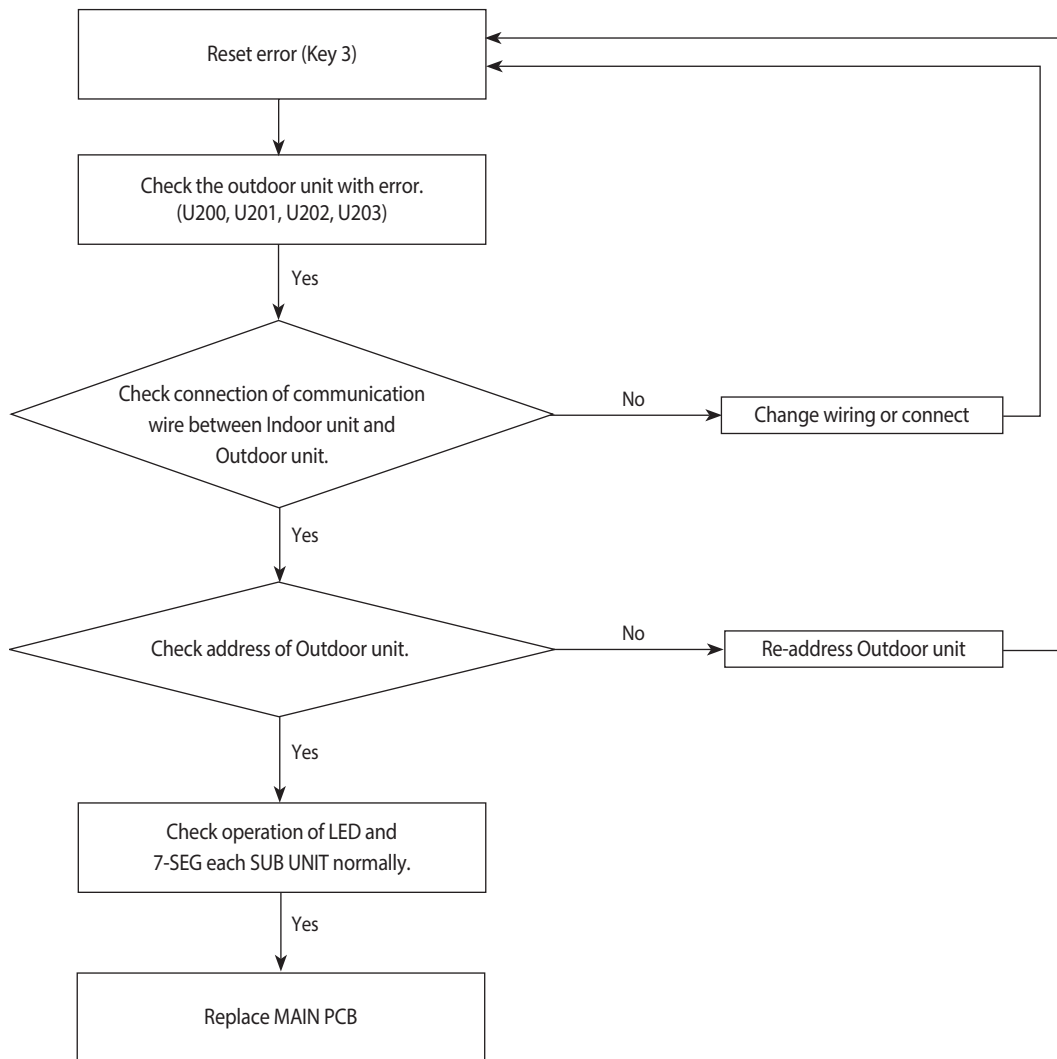 Reset error (Key 3)
Check the outdoor unit with error.
(U200, U201, U202, U203)
Yes
Check connection of communication
wire between Indoor unit and
Outdoor unit.
No
Change wiring or connect
Yes
Check address of Outdoor unit.
No
Re-address Outdoor unit
Yes
Check operation of LED and
7-SEG each SUB UNIT normally.
Yes
Replace MAIN PCB